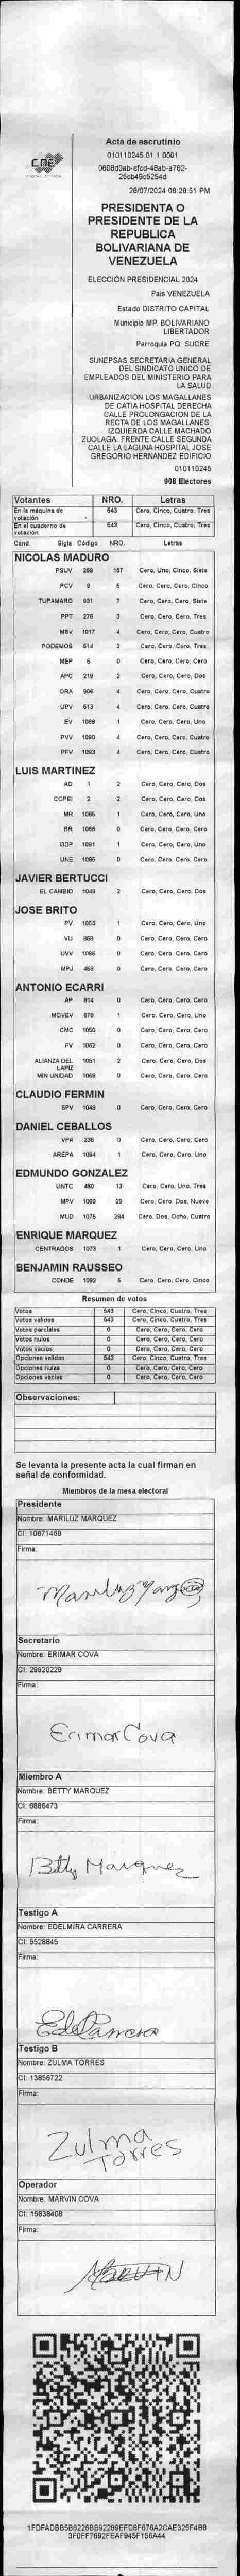 CNE
Acta de escrutinio
010110245.01.1.0001
28/07/2024 08:28:51 PM
PRESIDENTA O
PRESIDENTE DE LA
REPUBLICA
BOLIVARIANA DE
VENEZUELA
ELECCIÓN PRESIDENCIAL 2024
Pais VENEZUELA
Estado DISTRITO CAPITAL
Municipio MP. BOLIVARIANO
LIBERTADOR
Parroquia PQ. SUCRE
SUNEPSAS SECRETARIA GENERAL
DEL SINDICATO UNICO DE
EMPLEADOS DEL MINISTERIO PARA
LA SALUD
URBANIZACION LOS MAGALLANES
DE CATIA HOSPITAL DERECHA
CALLE PROLONGACION DE LA
RECTA DE LOS MAGALLANES.
IZQUIERDA CALLE MACHADO
ZUOLAGA. FRENTE CALLE SEGUNDA
CALLE LA LAGUNA HOSPITAL JOSE
GREGORIO HERNANDEZ EDIFICIO
010110245
908 Electores
Votantes NRO. Letras
En la máquina de votación 543 Cero, Cinco, Cuatro, Tres
En el cuaderno de votación 543 Cero, Cinco, Cuatro, Tres
Cand. Sigla Código NRO. Letras
NICOLAS MADURO
PSUV 269 157 Cero, Uno, Cinco, Siete
PCV 9 5 Cero, Cero, Cero, Cinco
TUPAMARO 931 7 Cero, Cero, Cero, Siete
PPT 276 3 Cero, Cero, Cero, Tres
MSV 1017 4 Cero, Cero, Cero, Cuatro
PODEMOS 514 3 Cero, Cero, Cero, Tres
MEP 6 0 Cero, Cero, Cero, Cero
APC 219 2 Cero, Cero, Cero, Dos
ORA 906 4 Cero, Cero, Cero, Cuatro
UPV 513 4 Cero, Cero, Cero, Cuatro
EV 1089 1 Cero, Cero, Cero, Uno
PVV 1090 4 Cero, Cero, Cero, Cuatro
PFV 1093 4 Cero, Cero, Cero, Cuatro
LUIS MARTINEZ
AD 1 2 Cero, Cero, Cero, Dos
COPEI 2 2 Cero, Cero, Cero, Dos
MR 1065 1 Cero, Cero, Cero, Uno
BR 1066 0 Cero, Cero, Cero, Cero
DDP 1091 1 Cero, Cero, Cero, Uno
UNE 1095 0 Cero, Cero, Cero, Cero
JAVIER BERTUCCI
EL CAMBIO 1048 2 Cero, Cero, Cero, Dos
JOSE BRITO
PV 1053 1 Cero, Cero, Cero, Uno
VU 868 0 Cero, Cero, Cero, Cero
UVV 1096 0 Cero, Cero, Cero, Cero
MPJ 458 0 Cero, Cero, Cero, Cero
ANTONIO ECARRI
AP 814 0 Cero, Cero, Cero, Cero
MOVEV 878 1 Cero, Cero, Cero, Uno
CMC 1050 0 Cero, Cero, Cero, Cero
FV 1062 0 Cero, Cero, Cero, Cero
ALIANZA DEL LAPIZ 1051 2 Cero, Cero, Cero, Dos
MIN UNIDAD 1068 0 Cero, Cero, Cero, Cero
CLAUDIO FERMIN
SPV 1049 0 Cero, Cero, Cero, Cero
DANIEL CEBALLOS
VPA 236 0 Cero, Cero, Cero, Cero
AREPA 1094 1 Cero, Cero, Cero, Uno
EDMUNDO GONZALEZ
UNTC 460 13 Cero, Cero, Uno, Tres
MPV 1069 29 Cero, Cero, Dos, Nueve
MUD 1075 284 Cero, Dos, Ocho, Cuatro
ENRIQUE MARQUEZ
CENTRADOS 1073 1 Cero, Cero, Cero, Uno
BENJAMIN RAUSSEO
CONDE 1092 5 Cero, Cero, Cero, Cinco
Resumen de votos
Votos 543 Cero, Cinco, Cuatro, Tres
Votos válidos 543 Cero, Cinco, Cuatro, Tres
Votos parciales 0 Cero, Cero, Cero, Cero
Votos nulos 0 Cero, Cero, Cero, Cero
Votos vacíos 0 Cero, Cero, Cero, Cero
Opciones válidas 543 Cero, Cinco, Cuatro, Tres
Opciones nulas 0 Cero, Cero, Cero, Cero
Opciones vacías 0 Cero, Cero, Cero, Cero
Observaciones:
Se levanta la presente acta la cual firman en
señal de conformidad.
Miembros de la mesa electoral
Presidente
Nombre: MARILUZ MARQUEZ
CI: 10871468
Firma:
Secretario
Nombre: ERIMAR COVA
CI: 29920229
Firma:
Erimar Cova
Miembro A
Nombre: BETTY MARQUEZ
CI: 6886473
Firma:
Betty Marquez
Testigo A
Nombre: EDELMIRA CARRERA
CI: 5528845
Firma:
Testigo B
Nombre: ZULMA TORRES
CI: 13856722
Firma:
Zulma
Torres
Operador
Nombre: MARVIN COVA
CI: 15838408
Firma:
MARVIN